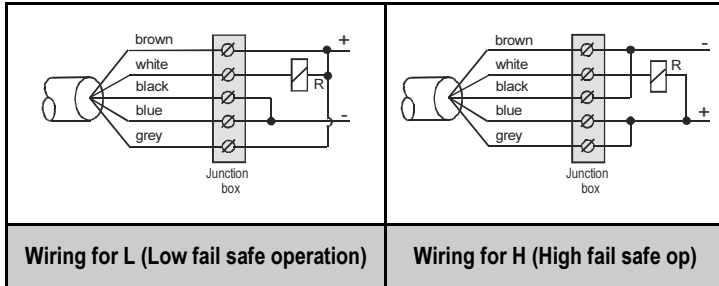 brown
+
white
R
black
blue
-
grey
Junction
box
brown
-
white
R
black
blue
+
grey
Junction
box
Wiring for L (Low fail safe operation)
Wiring for H (High fail safe op)